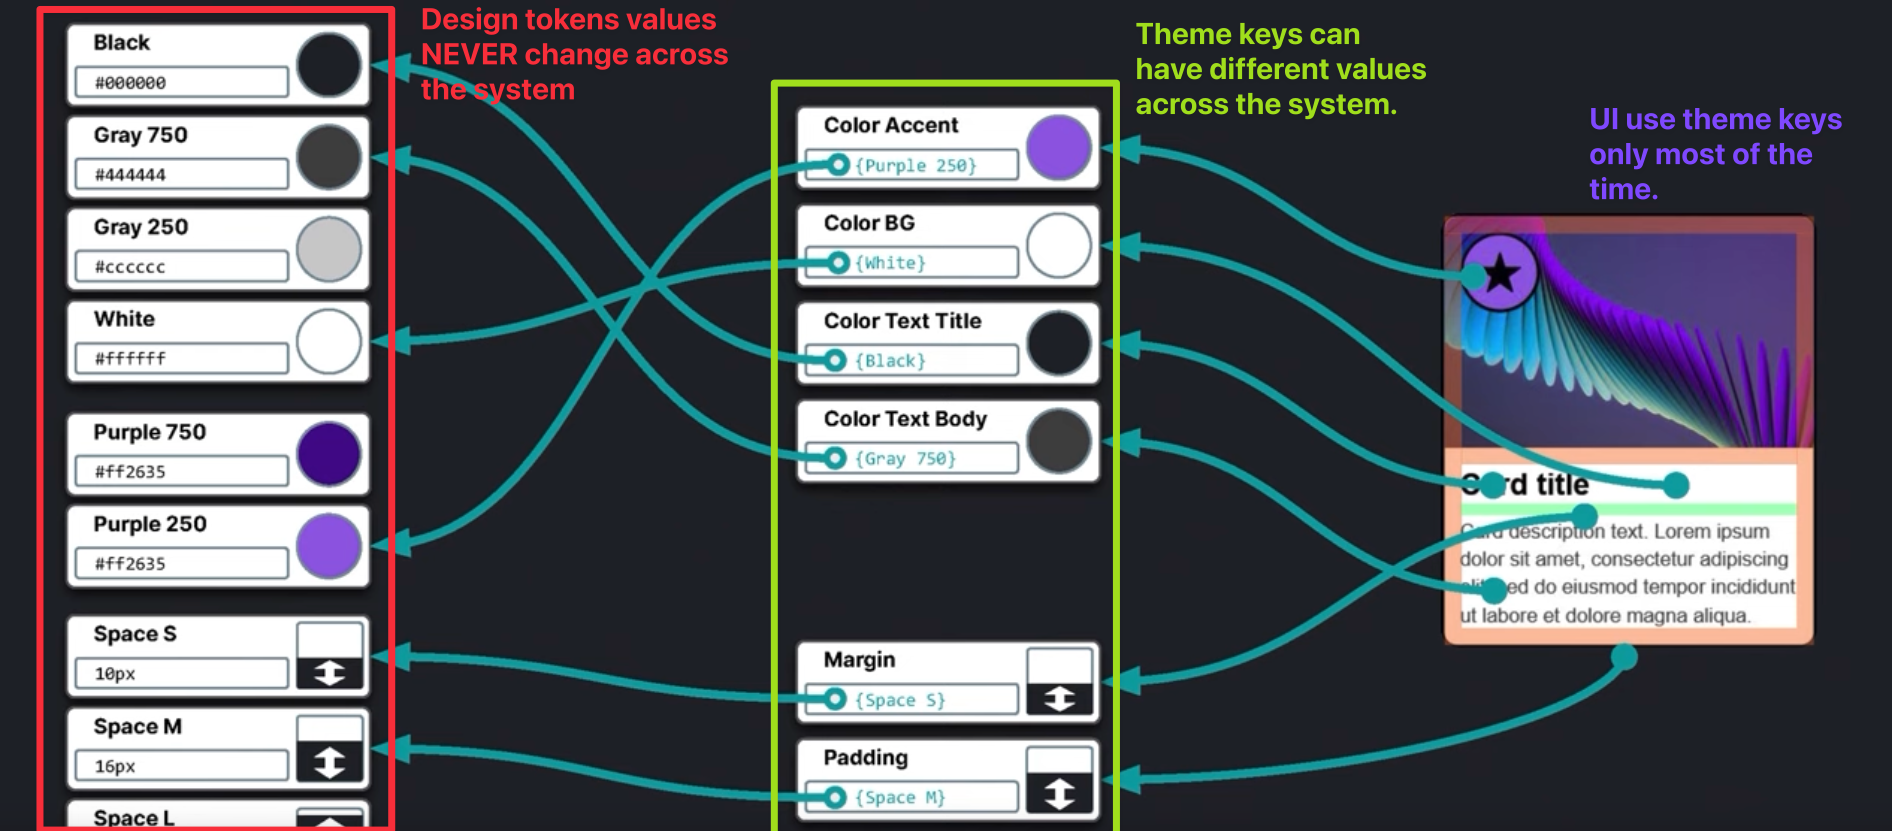 Design tokens values
NEVER change across
the system
Black
#000000
Gray 750
#444444
Gray 250
#cccccc
White
#ffffff
Purple 750
#ff2635
Purple 250
#ff2635
Space S
10px
Space M
16px
Space L
Theme keys can
have different values
across the system.
Color Accent
{Purple 250}
Color BG
{White}
Color Text Title
{Black}
Color Text Body
{Gray 750}
Margin
{Space S}
Padding
{Space M}
UI use theme keys
only most of the
time.
Card title
Card description text. Lorem ipsum
dolor sit amet, consectetur adipiscing
elit, sed do eiusmod tempor incididunt
ut labore et dolore magna aliqua.